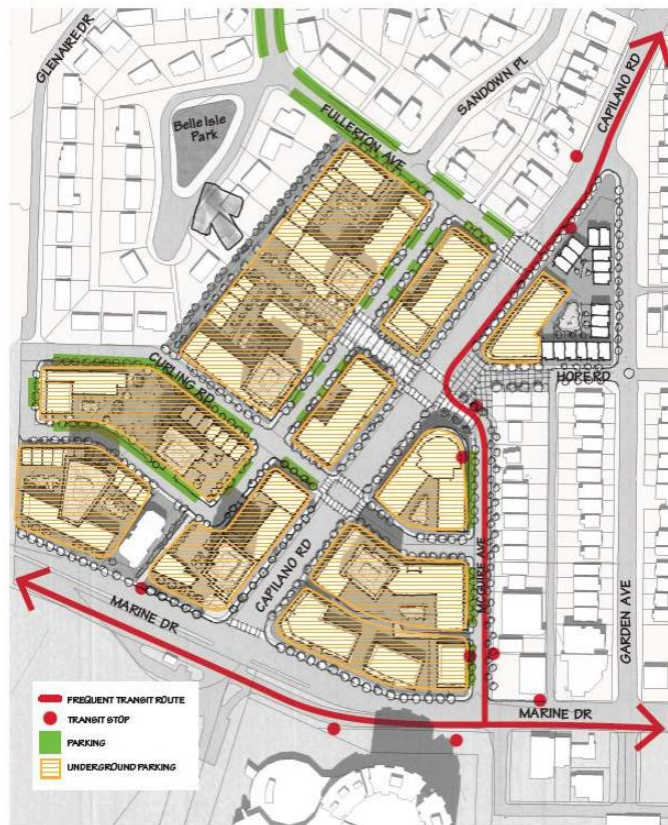 GLENAIRE DR
Belle Isle
Park
FULLERTON AVE
SANDOWN PL
CAPILANO RD
CURLING RD
HOPE RD
CAPILANO RD
MCGUIRE AVE
GARDEN AVE
MARINE DR
MARINE DR
FREQUENT TRANSIT ROUTE
TRANSIT STOP
PARKING
UNDERGROUND PARKING